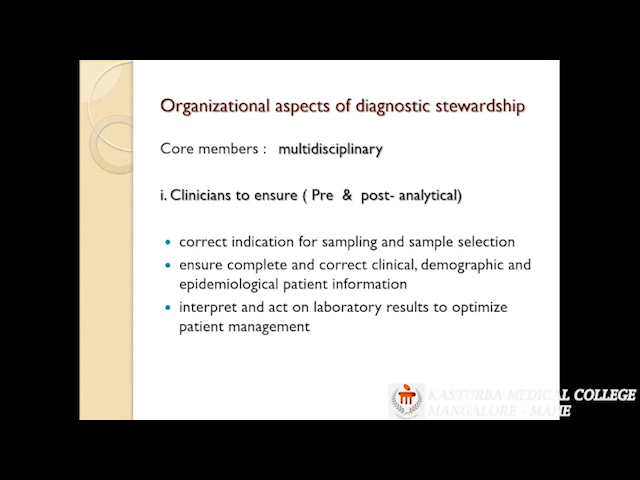 Organizational aspects of diagnostic stewardship
Core members : multidisciplinary
i. Clinicians to ensure ( Pre & post- analytical)
• correct indication for sampling and sample selection
• ensure complete and correct clinical, demographic and
epidemiological patient information
• interpret and act on laboratory results to optimize
patient management
KASTURBA MEDICAL COLLEGE
MANGALORE - MAHE